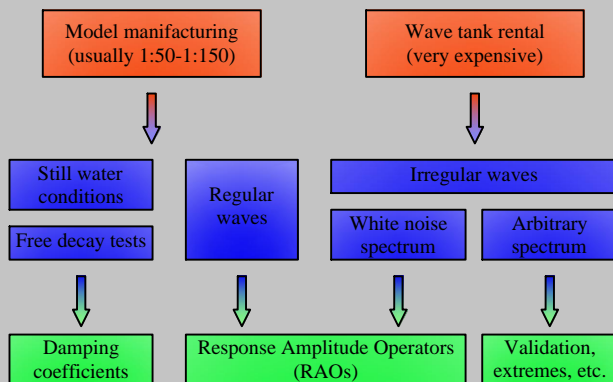 Model manifacturing
(usually 1:50-1:150)
Wave tank rental
(very expensive)
Still water
conditions
Free decay tests
Regular
waves
Irregular waves
White noise
spectrum
Arbitrary
spectrum
Damping
coefficients
Response Amplitude Operators
(RAOs)
Validation,
extremes, etc.